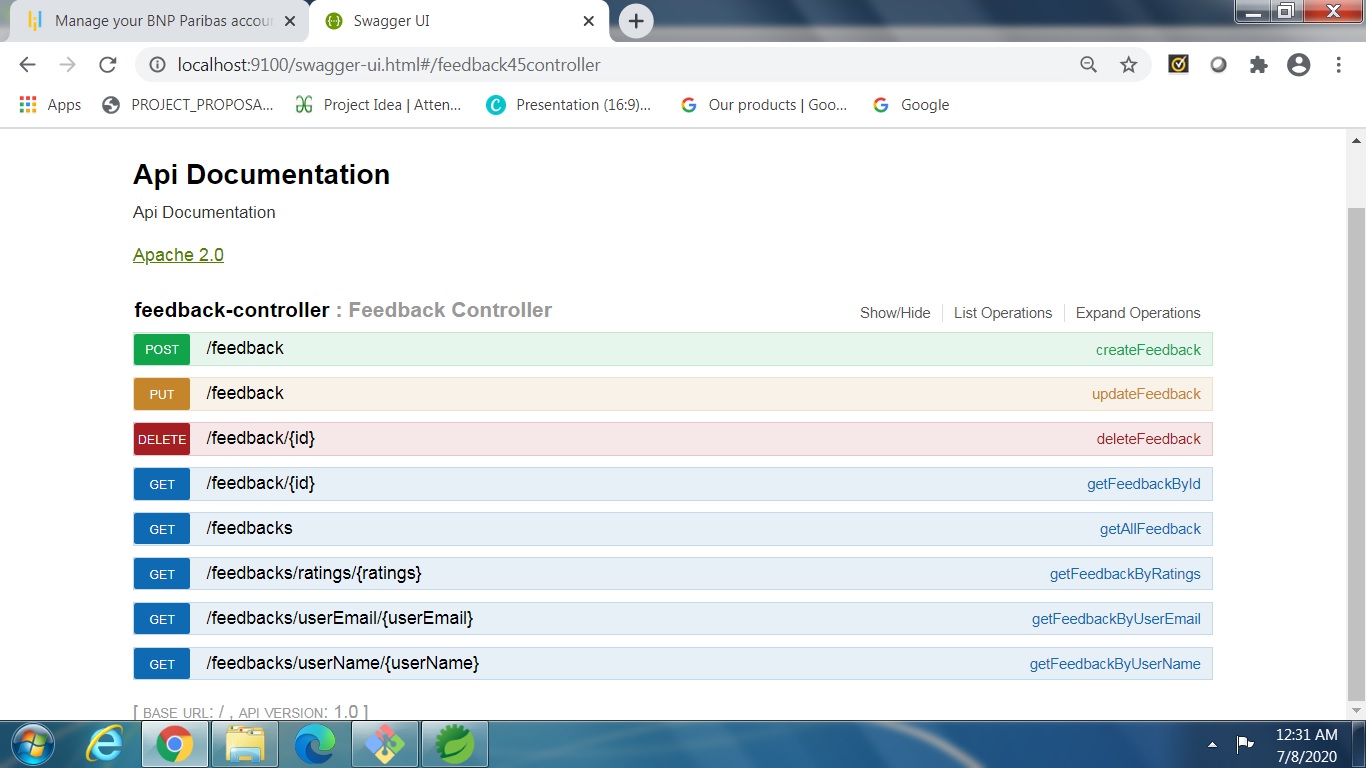 Manage your BNP Paribas accou
Swagger UI
localhost:9100/swagger-ui.html#/feedback45controller
Apps PROJECT_PROPOSA... Project Idea | Atten... Presentation (16:9)... Our products | Goo... Google
Api Documentation
Api Documentation
Apache 2.0
feedback-controller : Feedback Controller Show/Hide List Operations Expand Operations
POST /feedback createFeedback
PUT /feedback updateFeedback
DELETE /feedback/{id} deleteFeedback
GET /feedback/{id} getFeedbackById
GET /feedbacks getAllFeedback
GET /feedbacks/ratings/{ratings} getFeedbackByRatings
GET /feedbacks/userEmail/{userEmail} getFeedbackByUserEmail
GET /feedbacks/userName/{userName} getFeedbackByUserName
[ BASE URL: / , API VERSION: 1.0 ]
12:31 AM
7/8/2020